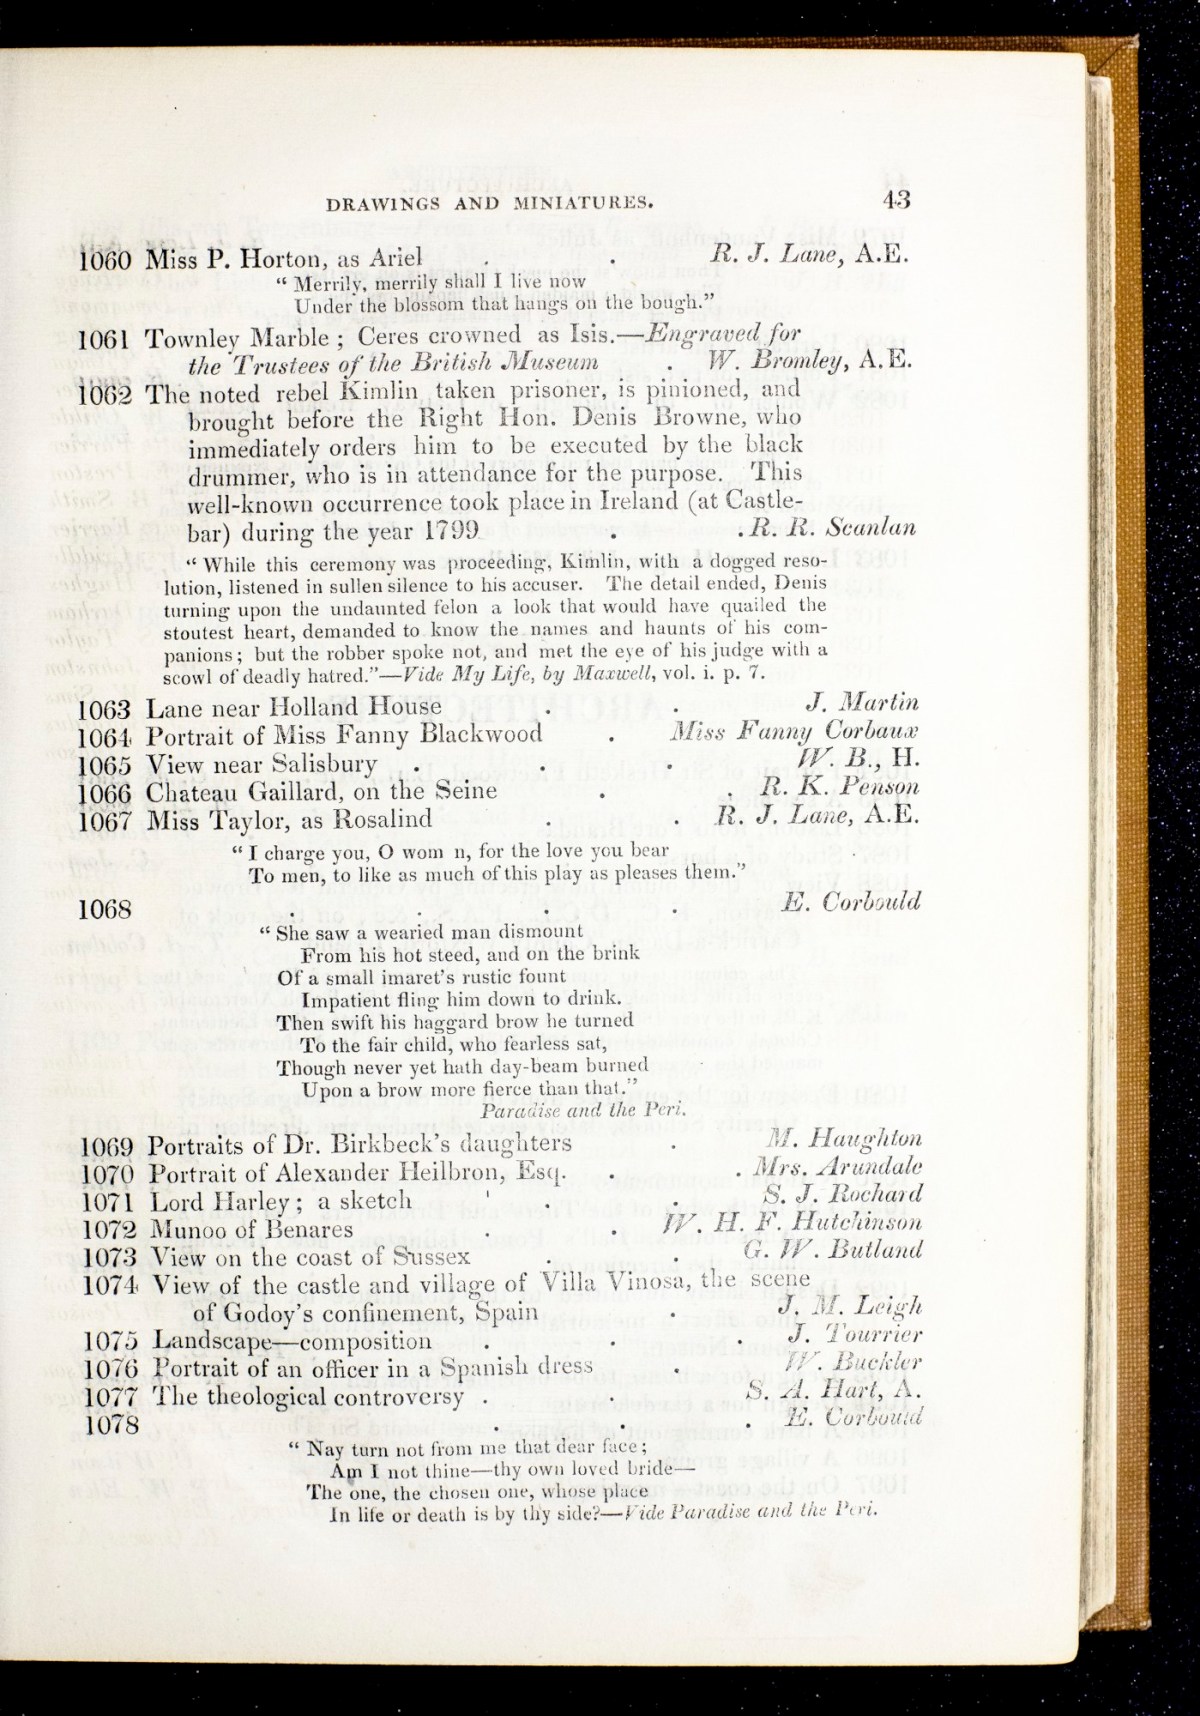 DRAWINGS AND MINIATURES. 43
1060 Miss P. Horton, as Ariel . . R. J. Lane, A.E.
“ Merrily, merrily shall I live now
Under the blossom that hangs on the bough.”
1061 Townley Marble ; Ceres crowned as Isis.—Engraved for
the Trustees of the British Museum . W. Bromley, A.E.
1062 The noted rebel Kimlin taken prisoner, is pinioned, and
brought before the Right Hon. Denis Browne, who
immediately orders him to be executed by the black
drummer, who is in attendance for the purpose. This
well-known occurrence took place in Ireland (at Castle-
bar) during the year 1799 . . R. R. Scanlan
“ While this ceremony was proceeding, Kimlin, with a dogged reso-
lution, listened in sullen silence to his accuser. The detail ended, Denis
turning upon the undaunted felon a look that would have quailed the
stoutest heart, demanded to know the names and haunts of his com-
panions ; but the robber spoke not, and met the eye of his judge with a
scowl of deadly hatred.”—Vide My Life, by Maxwell, vol. i. p. 7.
1063 Lane near Holland House . . J. Martin
1064 Portrait of Miss Fanny Blackwood . Miss Fanny Corbaux
1065 View near Salisbury . . . W. B., H.
1066 Chateau Gaillard, on the Seine . . R. K. Penson
1067 Miss Taylor, as Rosalind . . R. J. Lane, A.E.
“ I charge you, O wom n, for the love you bear
To men, to like as much of this play as pleases them.”
1068 . . . . E. Corbould
“ She saw a wearied man dismount
From his hot steed, and on the brink
Of a small imaret’s rustic fount
Impatient fling him down to drink.
Then swift his haggard brow he turned
To the fair child, who fearless sat,
Though never yet hath day-beam burned
Upon a brow more fierce than that.”
Paradise and the Peri.
1069 Portraits of Dr. Birkbeck’s daughters . M. Haughton
1070 Portrait of Alexander Heilbron, Esq. . . Mrs. Arundale
1071 Lord Harley ; a sketch . . S. J. Rochard
1072 Munoo of Benares . . W. H. F. Hutchinson
1073 View on the coast of Sussex . . G. W. Butland
1074 View of the castle and village of Villa Vinosa, the scene
of Godoy’s confinement, Spain . J. M. Leigh
1075 Landscape—composition . . . J. Tourrier
1076 Portrait of an officer in a Spanish dress . W. Buckler
1077 The theological controversy . . S. A. Hart, A.
1078 . . . E. Corbould
“ Nay turn not from me that dear face ;
Am I not thine—thy own loved bride—
The one, the chosen one, whose place
In life or death is by thy side?—Vide Paradise and the Peri.